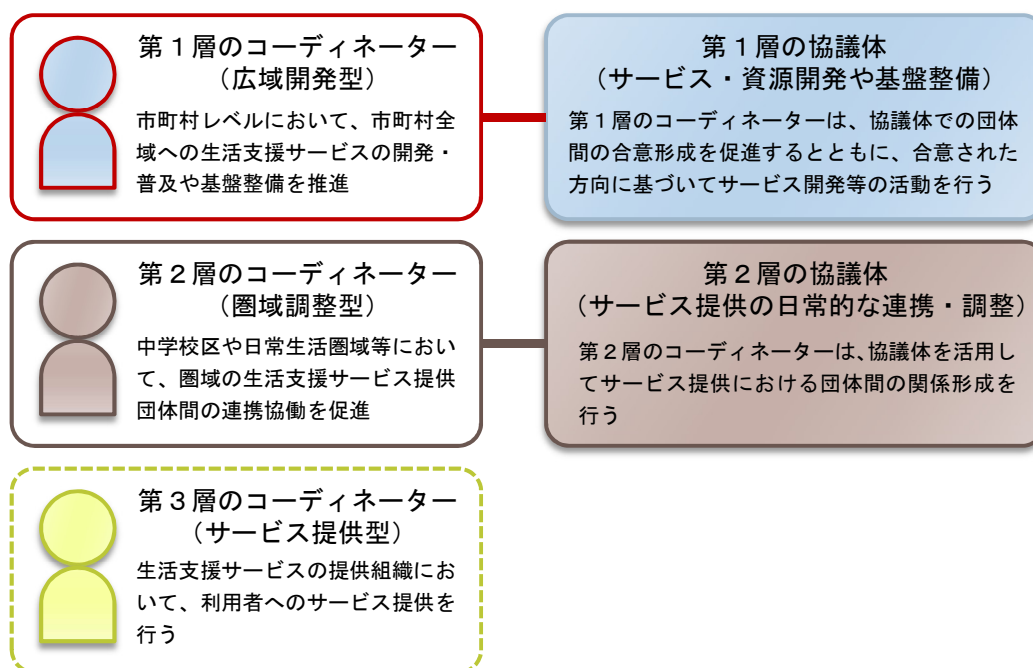 第１層のコーディネーター
（広域開発型）
市町村レベルにおいて、市町村全
域への生活支援サービスの開発・
普及や基盤整備を推進
第１層の協議体
（サービス・資源開発や基盤整備）
第１層のコーディネーターは、協議体での団体
間の合意形成を促進するとともに、合意された
方向に基づいてサービス開発等の活動を行う
第２層のコーディネーター
（圏域調整型）
中学校区や日常生活圏域等におい
て、圏域の生活支援サービス提供
団体間の連携協働を促進
第２層の協議体
（サービス提供の日常的な連携・調整）
第２層のコーディネーターは、協議体を活用し
てサービス提供における団体間の関係形成を
行う
第３層のコーディネーター
（サービス提供型）
生活支援サービスの提供組織にお
いて、利用者へのサービス提供を
行う